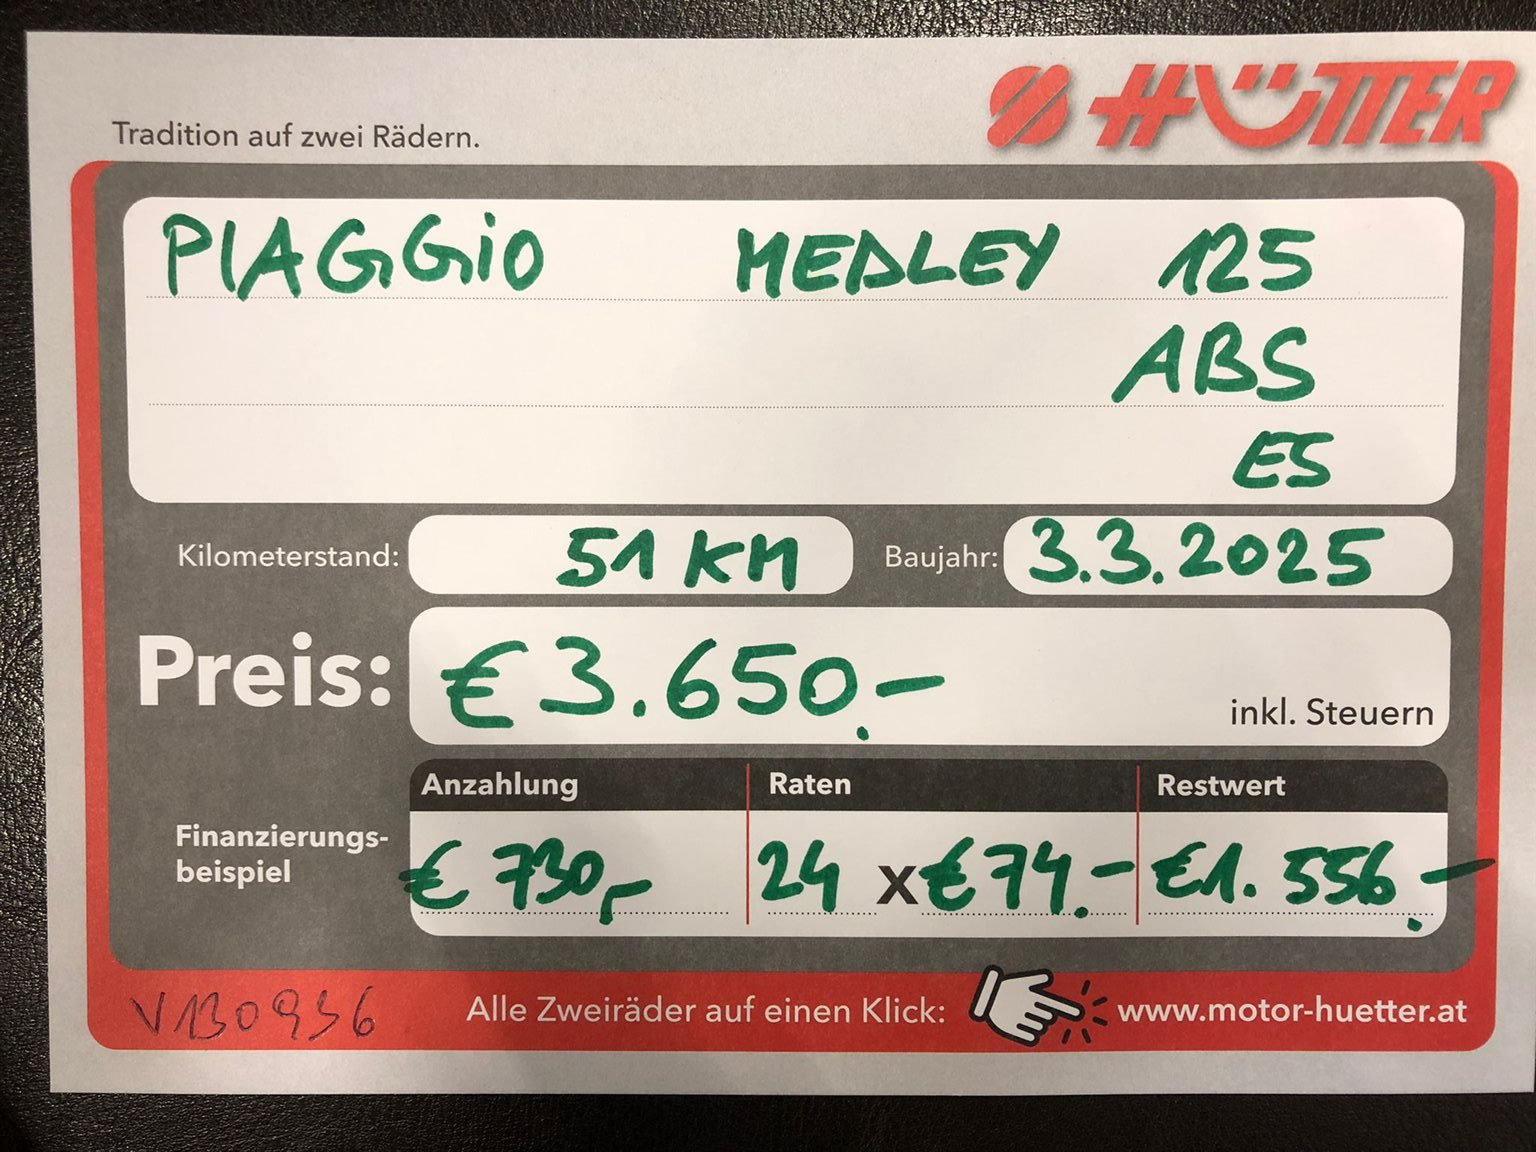 HÜTTER
Tradition auf zwei Rädern.
PIAGGiO MEDLEY 125
ABS
E5
Kilometerstand: 51 KM Baujahr: 3.3.2025
Preis: € 3.650.- inkl. Steuern
Anzahlung Raten Restwert
Finanzierungs-
beispiel
€ 730,- 24 x € 74.- € 1.556.-
V130936 Alle Zweiräder auf einen Klick: www.motor-huetter.at